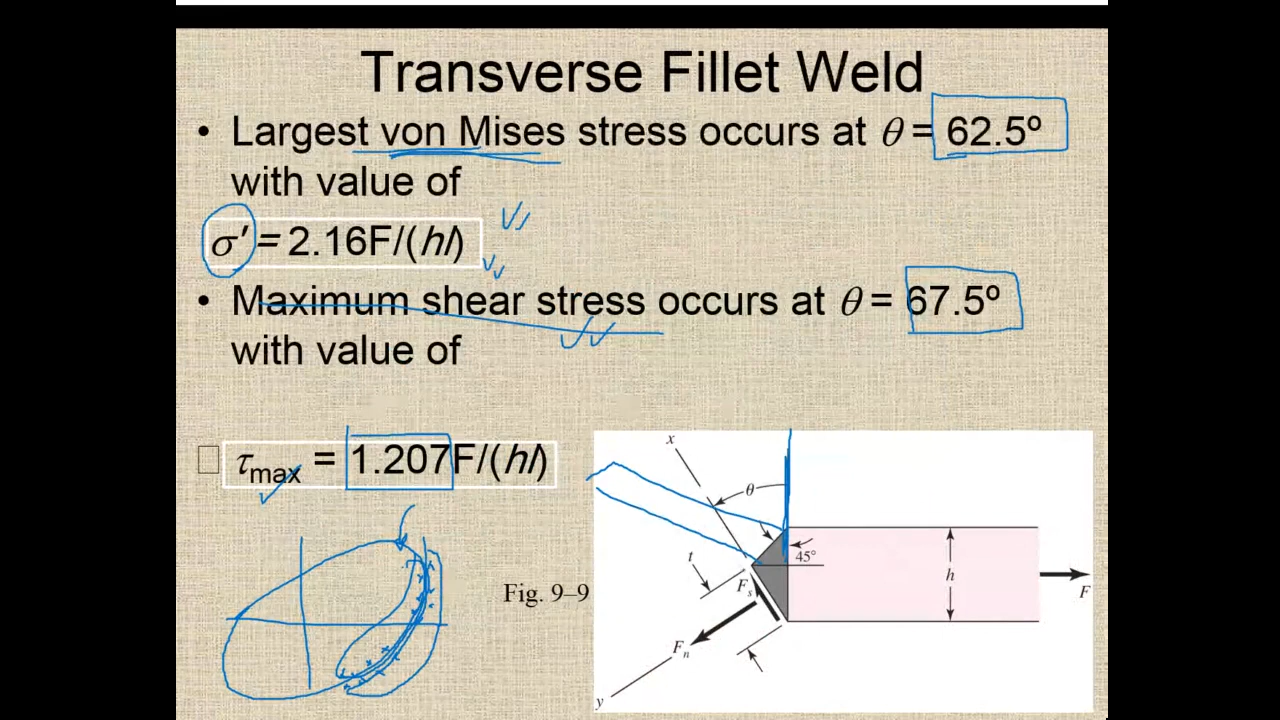 Transverse Fillet Weld
• Largest von Mises stress occurs at θ = 62.5º
with value of
σ' = 2.16F/(hl)
• Maximum shear stress occurs at θ = 67.5º
with value of
τmax = 1.207F/(hl)
x
θ
t
45°
h
Fs
F
Fig. 9–9
Fn
y